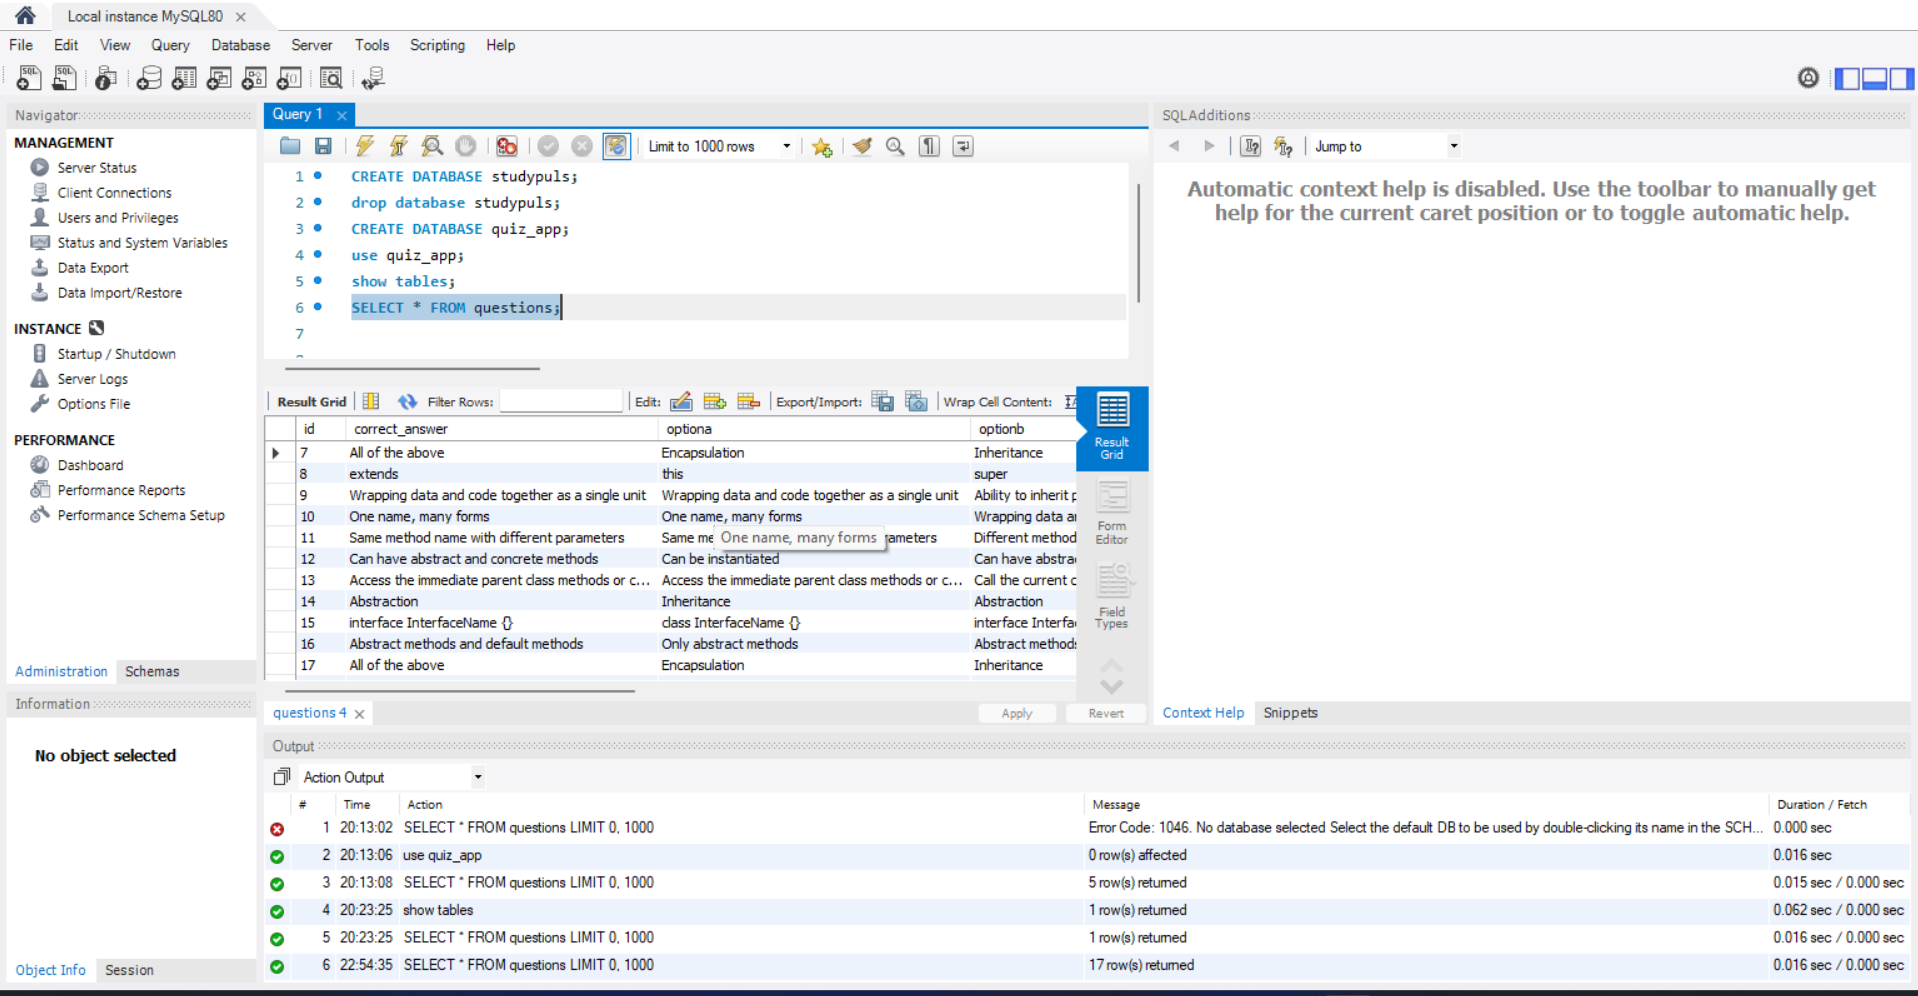 Local instance MySQL80
File Edit View Query Database Server Tools Scripting Help
Navigator
MANAGEMENT
Server Status
Client Connections
Users and Privileges
Status and System Variables
Data Export
Data Import/Restore
INSTANCE
Startup / Shutdown
Server Logs
Options File
PERFORMANCE
Dashboard
Performance Reports
Performance Schema Setup
Administration Schemas
Information
No object selected
Object Info Session
Query 1
Limit to 1000 rows
1 CREATE DATABASE studypuls;
2 drop database studypuls;
3 CREATE DATABASE quiz_app;
4 use quiz_app;
5 show tables;
6 SELECT * FROM questions;
7
Result Grid Filter Rows: Edit: Export/Import: Wrap Cell Content:
id correct_answer optiona optionb
7 All of the above Encapsulation Inheritance
8 extends this super
9 Wrapping data and code together as a single unit Wrapping data and code together as a single unit Ability to inherit p
10 One name, many forms One name, many forms Wrapping data a
11 Same method name with different parameters Same me One name, many forms ameters Different method
12 Can have abstract and concrete methods Can be instantiated Can have abstra
13 Access the immediate parent class methods or c... Access the immediate parent class methods or c... Call the current c
14 Abstraction Inheritance Abstraction
15 interface InterfaceName {} class InterfaceName {} interface Interfa
16 Abstract methods and default methods Only abstract methods Abstract method
17 All of the above Encapsulation Inheritance
Result Grid
Form Editor
Field Types
questions 4 Apply Revert
SQLAdditions
Jump to
Automatic context help is disabled. Use the toolbar to manually get
help for the current caret position or to toggle automatic help.
Context Help Snippets
Output
Action Output
# Time Action Message Duration / Fetch
1 20:13:02 SELECT * FROM questions LIMIT 0, 1000 Error Code: 1046. No database selected Select the default DB to be used by double-clicking its name in the SCH... 0.000 sec
2 20:13:06 use quiz_app 0 row(s) affected 0.016 sec
3 20:13:08 SELECT * FROM questions LIMIT 0, 1000 5 row(s) returned 0.015 sec / 0.000 sec
4 20:23:25 show tables 1 row(s) returned 0.062 sec / 0.000 sec
5 20:23:25 SELECT * FROM questions LIMIT 0, 1000 1 row(s) returned 0.016 sec / 0.000 sec
6 22:54:35 SELECT * FROM questions LIMIT 0, 1000 17 row(s) returned 0.016 sec / 0.000 sec